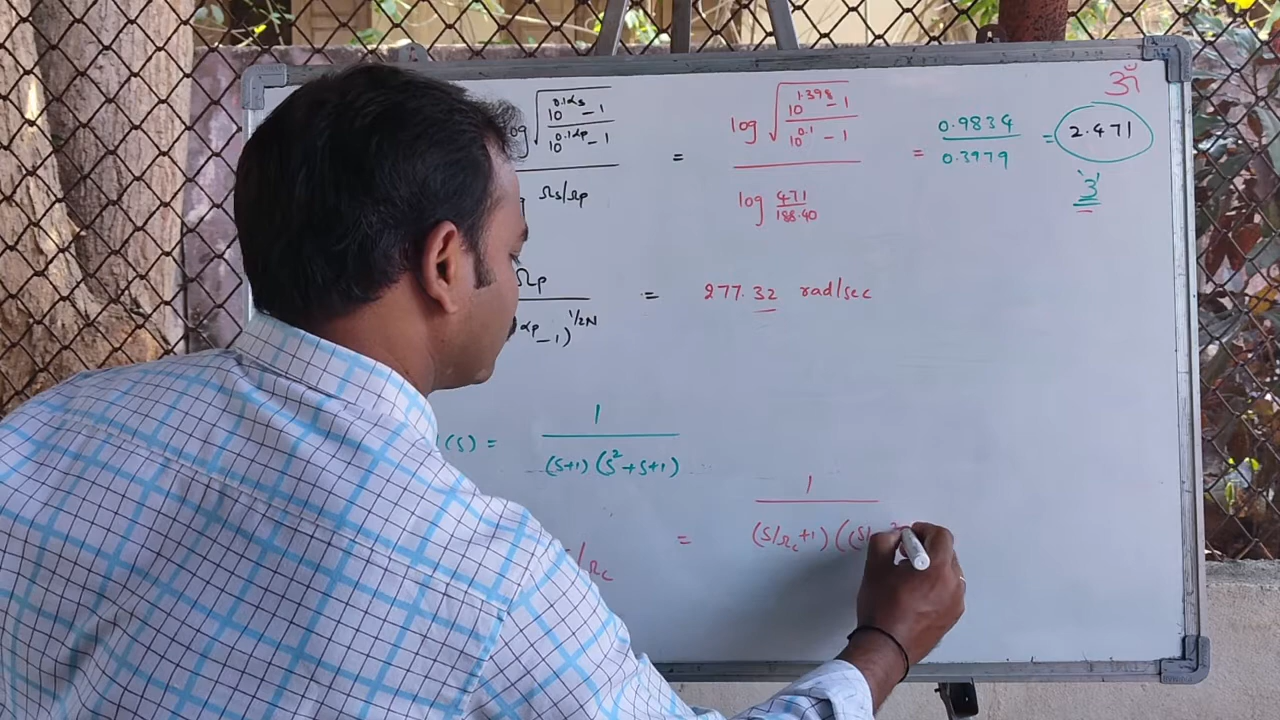 ॐ
log √((10^0.1αs - 1)/(10^0.1αp - 1)) / Ωs/Ωp = log √((10^1.398 - 1)/(10^0.1 - 1)) / log 471/188.40 = 0.9834/0.3979 = 2.471
'3'
Ωp / αp - 1)^1/2N = 277.32 rad/sec
(s) = 1 / (s+1)(s²+s+1)
/Ωc = 1 / (s/Ωc +1)((s/